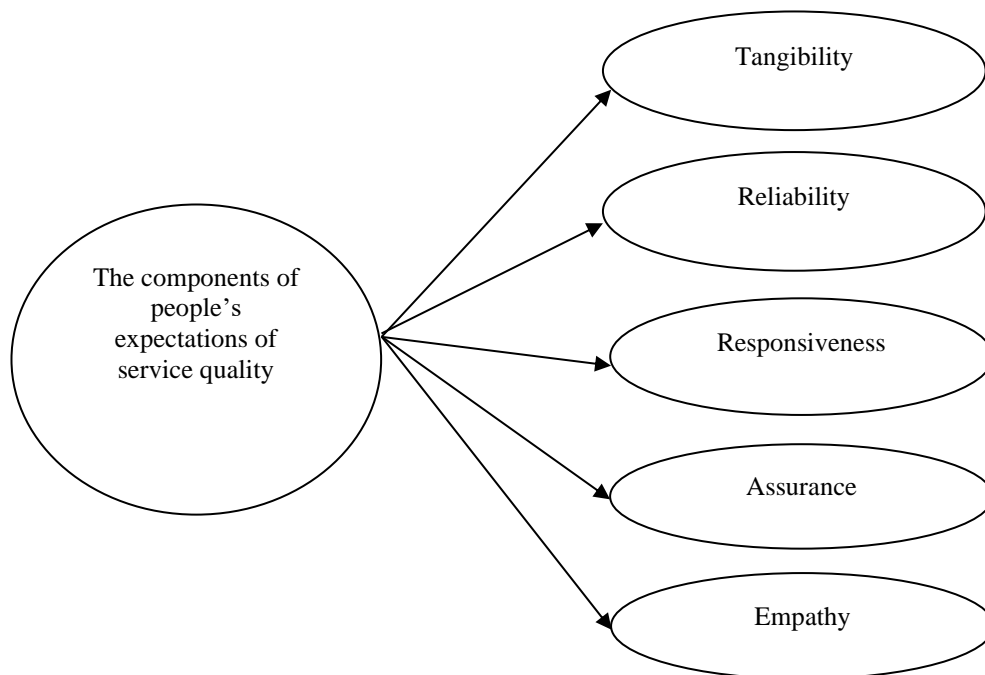 The components of
people’s
expectations of
service quality
Tangibility
Reliability
Responsiveness
Assurance
Empathy